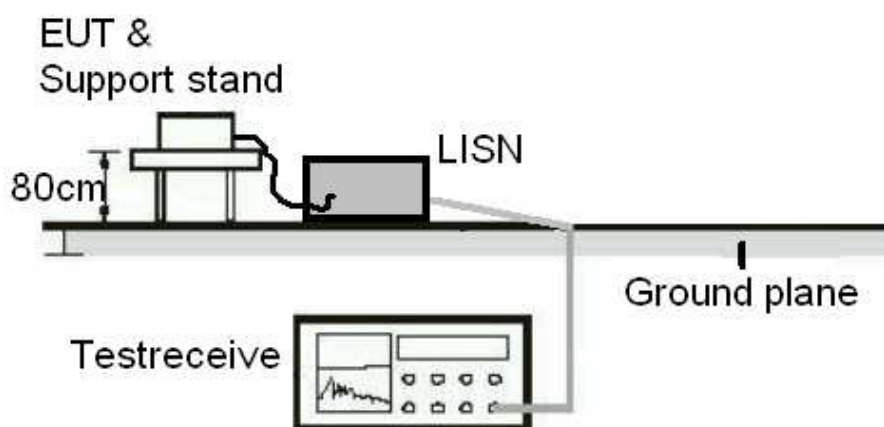 EUT &
Support stand
LISN
80cm
Ground plane
Testreceive